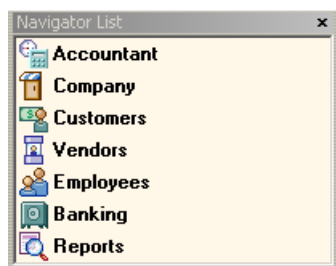 Navigator List
Accountant
Company
Customers
Vendors
Employees
Banking
Reports